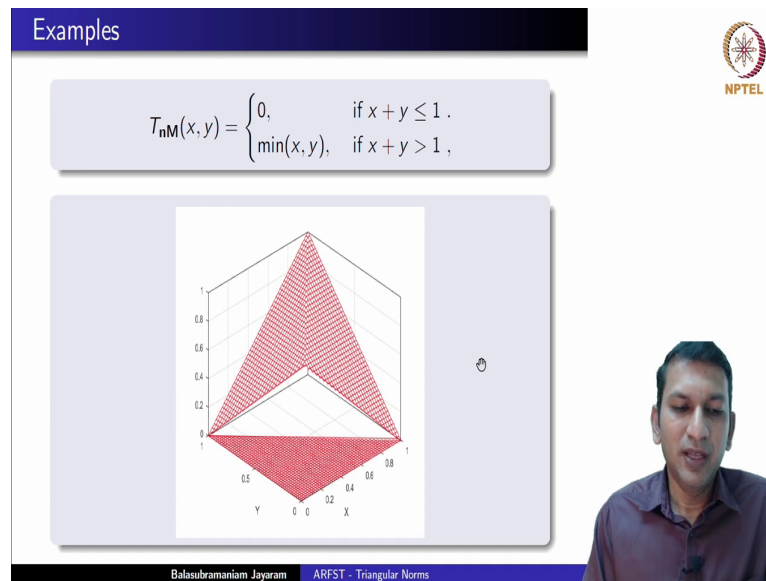 Examples
NPTEL
T_nM(x, y) = { 0, if x + y ≤ 1 .
min(x, y), if x + y > 1 ,
1
0.8
0.6
0.4
0.2
0
1
0.5
0
Y
0
0.2
0.4
0.6
0.8
1
X
Balasubramaniam Jayaram ARFST - Triangular Norms